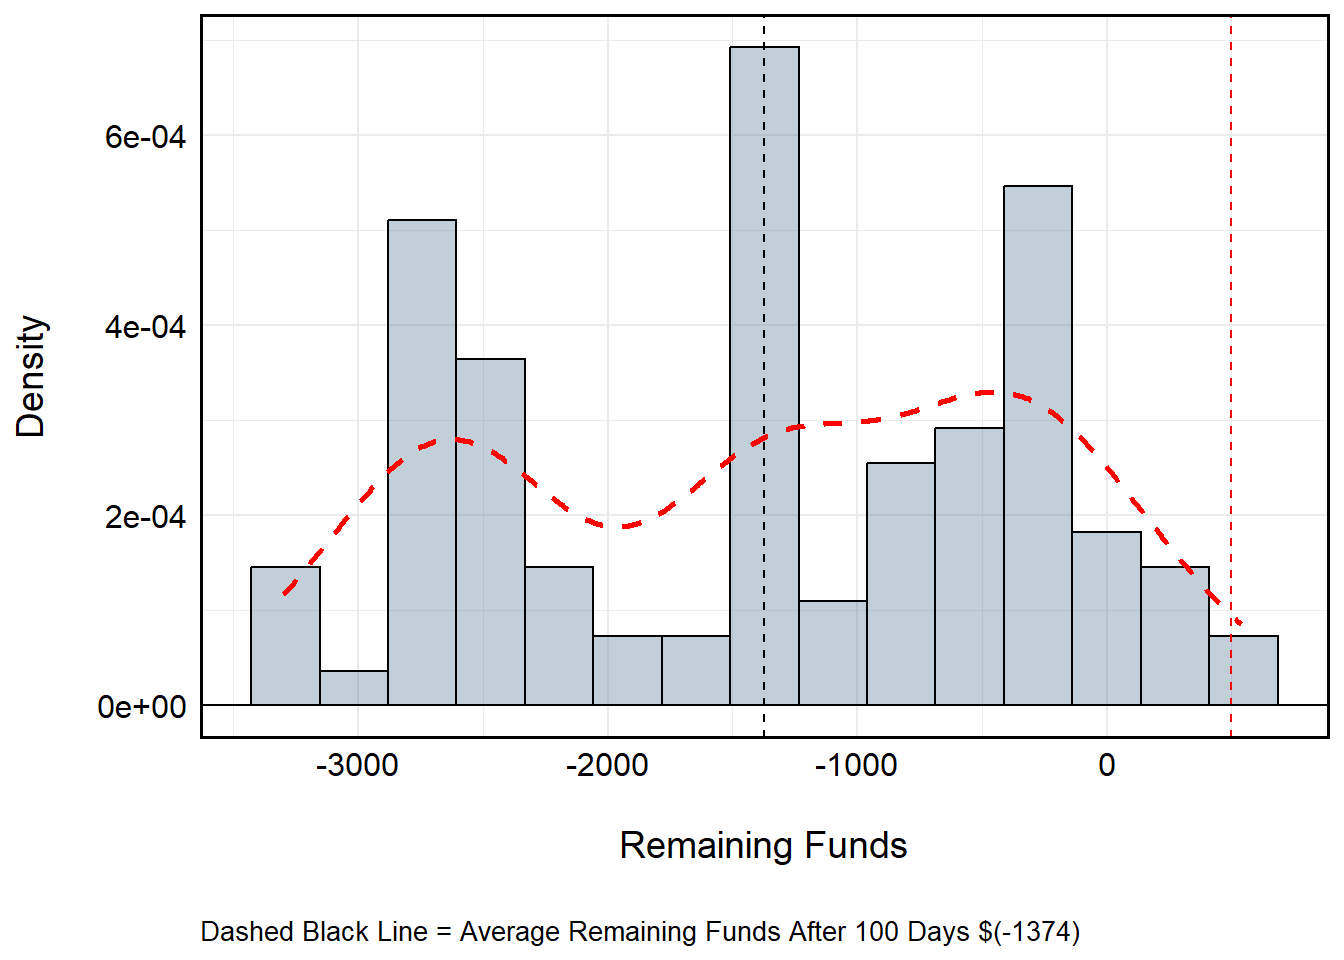 6e-04
4e-04
2e-04
0e+00
Density
-3000 -2000 -1000 0
Remaining Funds
Dashed Black Line = Average Remaining Funds After 100 Days $(-1374)